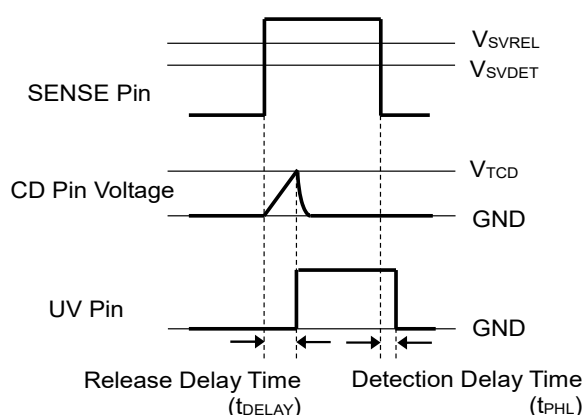 VSVREL
VSVDET
SENSE Pin
VTCD
CD Pin Voltage
GND
UV Pin
GND
Release Delay Time
(tDELAY)
Detection Delay Time
(tPHL)